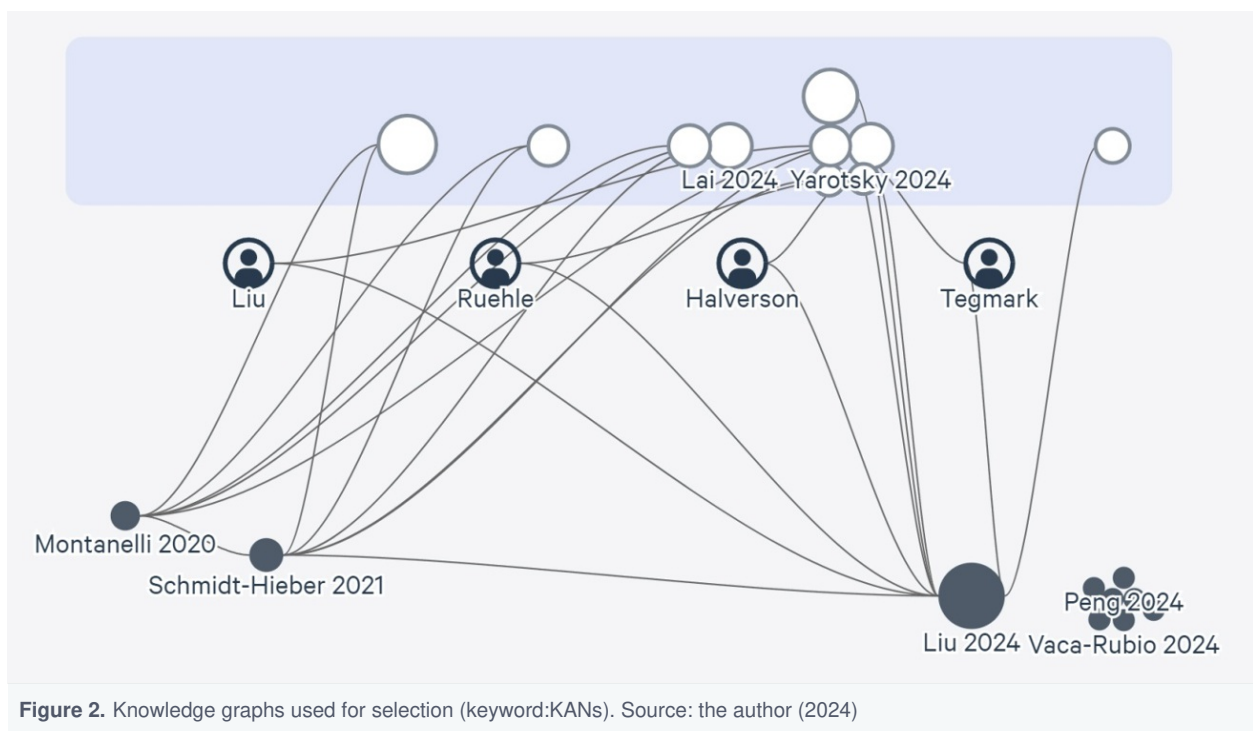 Lai 2024 Yarotsky 2024
Liu Ruehle Halverson Tegmark
Montanelli 2020
Schmidt-Hieber 2021
Peng 2024
Liu 2024 Vaca-Rubio 2024
Figure 2. Knowledge graphs used for selection (keyword:KANs). Source: the author (2024)